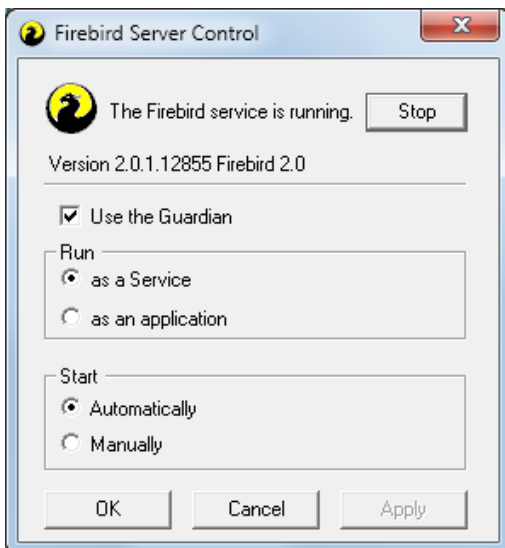 Firebird Server Control
The Firebird service is running. Stop
Version 2.0.1.12855 Firebird 2.0
Use the Guardian
Run
as a Service
as an application
Start
Automatically
Manually
OK Cancel Apply